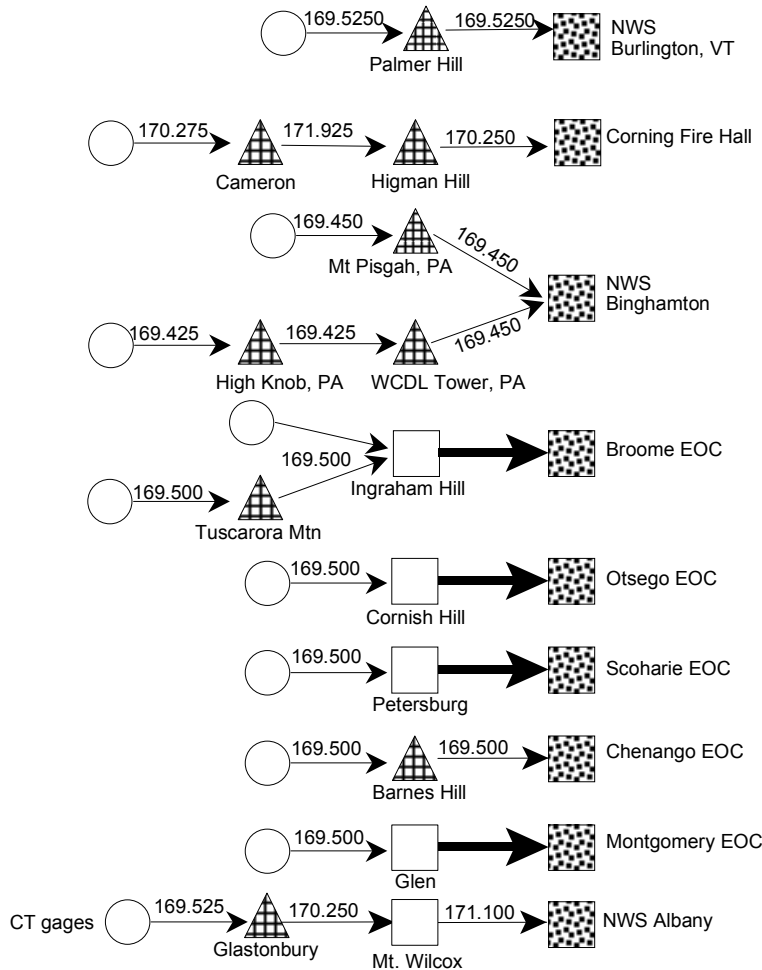 169.5250
169.5250
NWS
Burlington, VT
Palmer Hill
170.275
171.925
170.250
Corning Fire Hall
Cameron
Higman Hill
169.450
169.450
Mt Pisgah, PA
NWS
Binghamton
169.425
169.425
169.450
High Knob, PA
WCDL Tower, PA
169.500
Broome EOC
Ingraham Hill
169.500
Tuscarora Mtn
169.500
Otsego EOC
Cornish Hill
169.500
Scoharie EOC
Petersburg
169.500
169.500
Chenango EOC
Barnes Hill
169.500
Montgomery EOC
Glen
CT gages
169.525
170.250
171.100
NWS Albany
Glastonbury
Mt. Wilcox